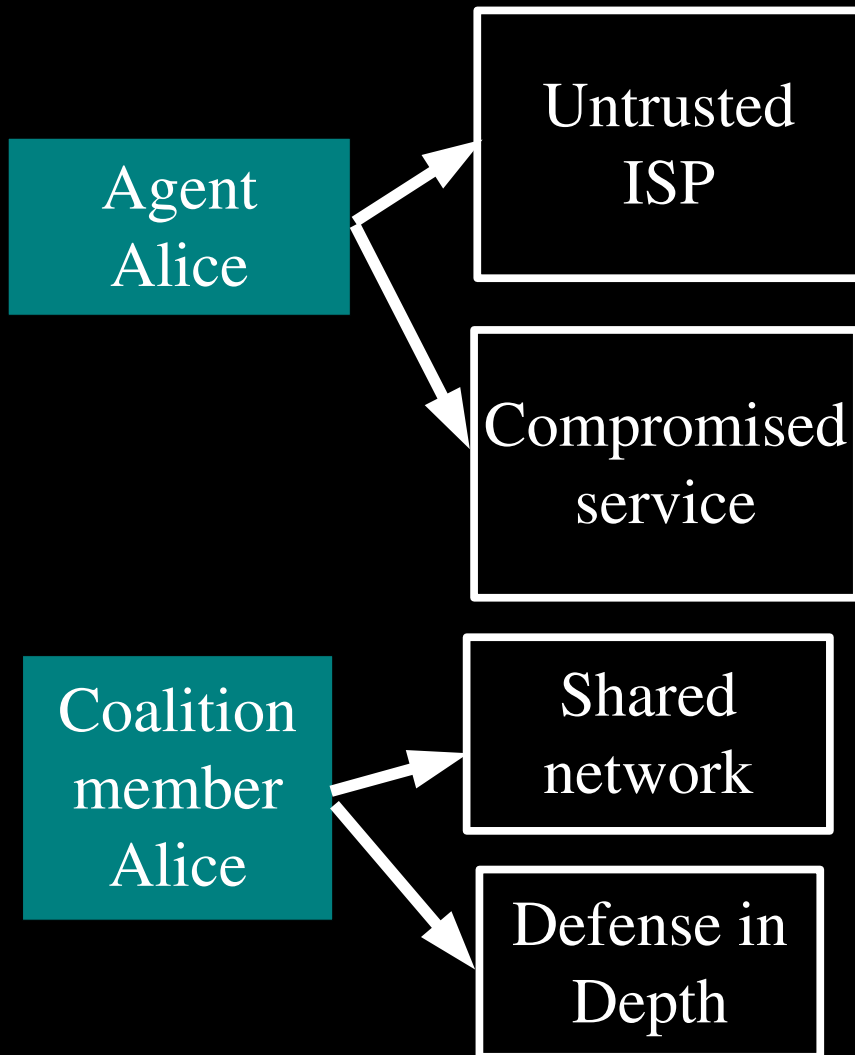 Agent
Alice
Untrusted
ISP
Compromised
service
Coalition
member
Alice
Shared
network
Defense in
Depth